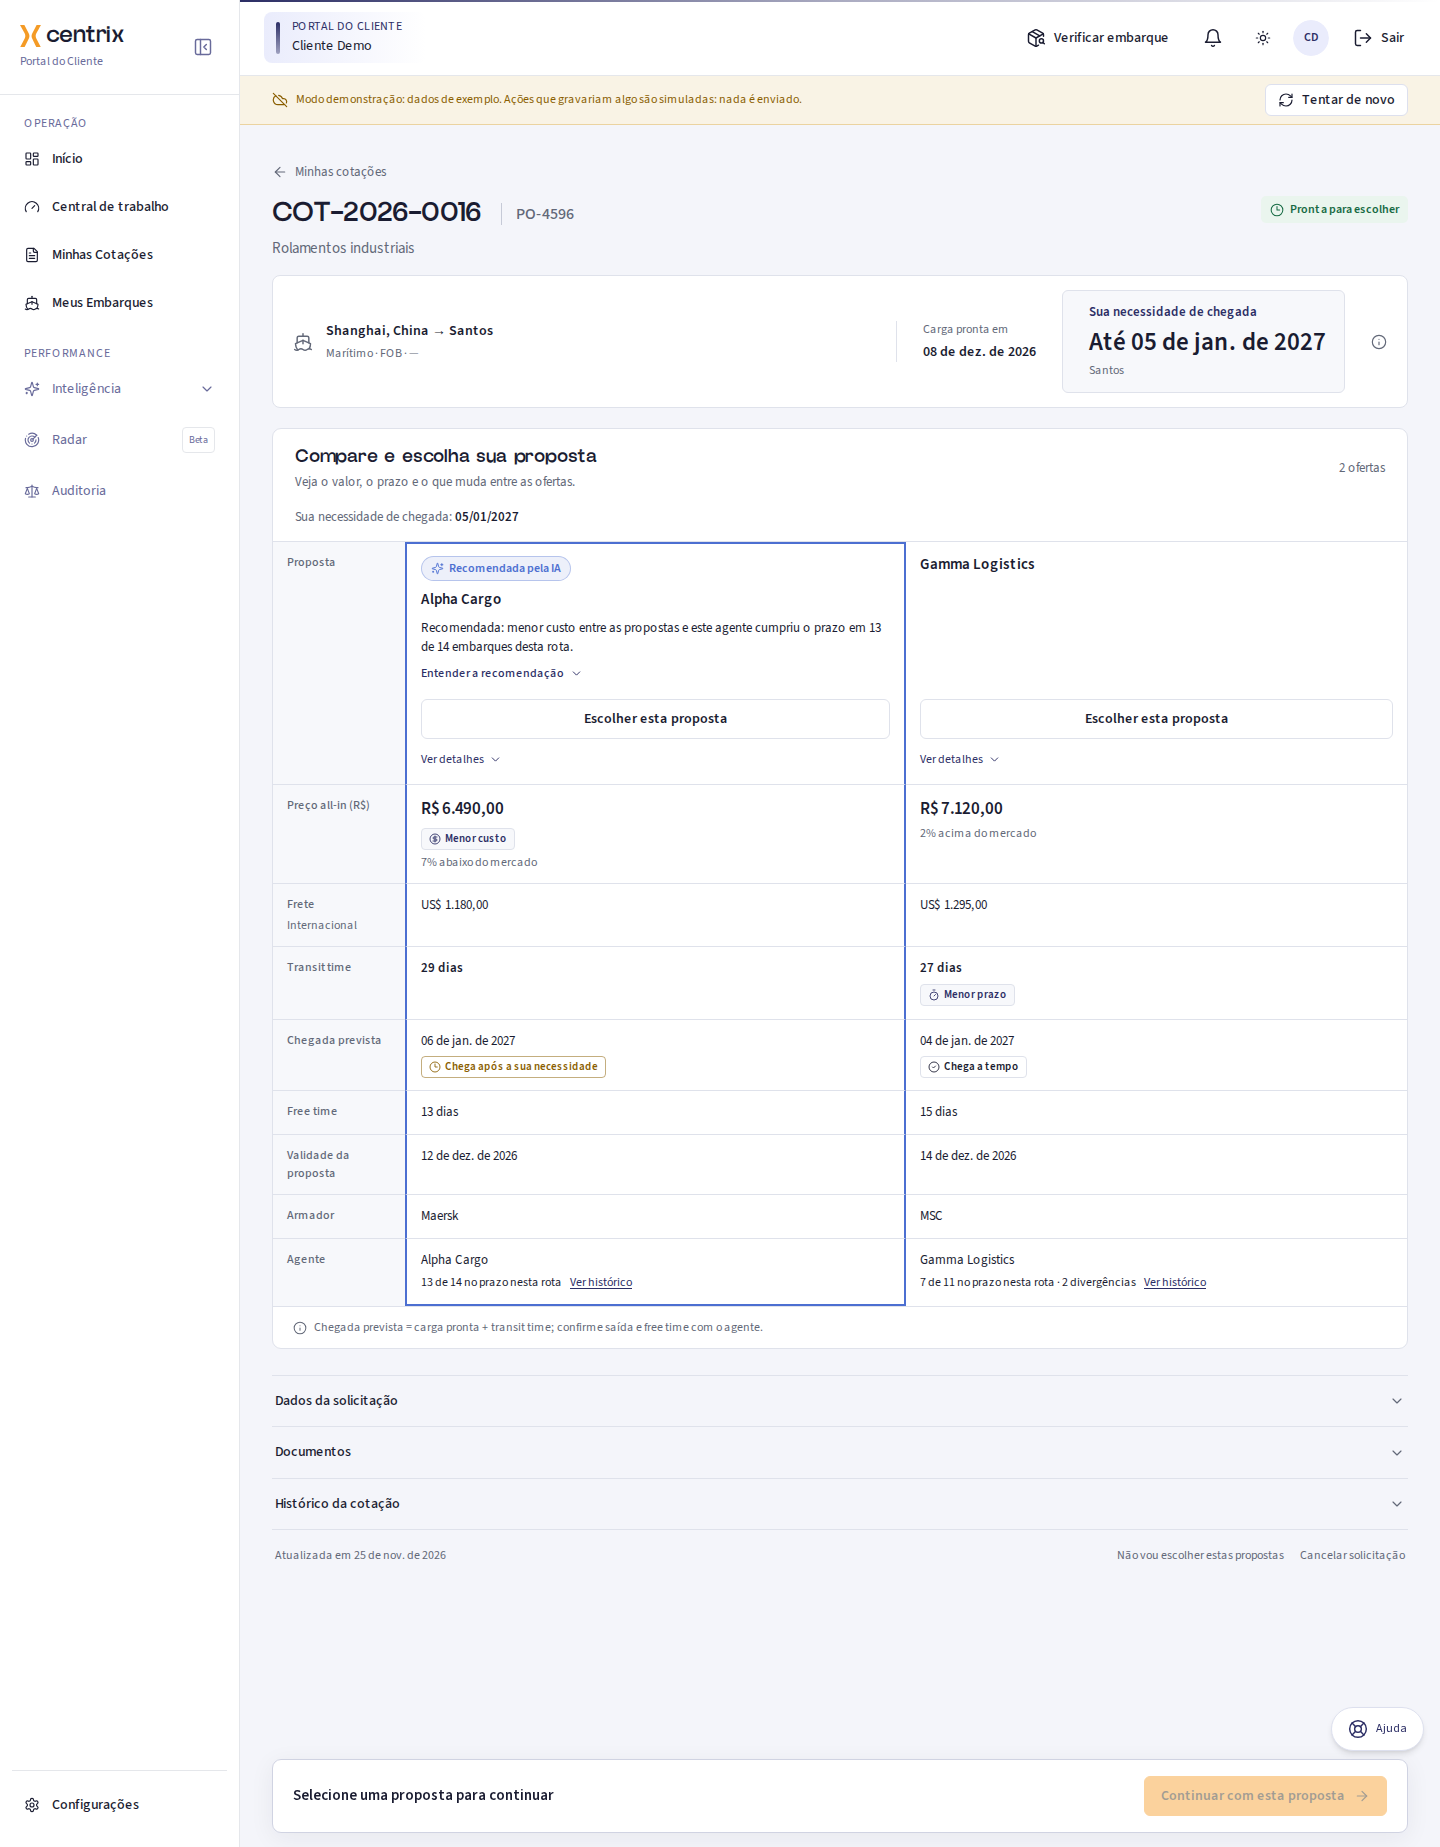 centrix
Portal do Cliente
OPERAÇÃO
Início
Central de trabalho
Minhas Cotações
Meus Embarques
PERFORMANCE
Inteligência
Radar
Beta
Auditoria
Configurações
PORTAL DO CLIENTE
Cliente Demo
Verificar embarque
CD
Sair
Modo demonstração: dados de exemplo. Ações que gravariam algo são simuladas: nada é enviado.
Tentar de novo
Minhas cotações
COT-2026-0016
PO-4596
Pronta para escolher
Rolamentos industriais
Shanghai, China → Santos
Marítimo · FOB · —
Carga pronta em
08 de dez. de 2026
Sua necessidade de chegada
Até 05 de jan. de 2027
Santos
Compare e escolha sua proposta
Veja o valor, o prazo e o que muda entre as ofertas.
2 ofertas
Sua necessidade de chegada: 05/01/2027
Proposta
Recomendada pela IA
Alpha Cargo
Recomendada: menor custo entre as propostas e este agente cumpriu o prazo em 13
de 14 embarques desta rota.
Entender a recomendação
Escolher esta proposta
Ver detalhes
Gamma Logistics
Escolher esta proposta
Ver detalhes
Preço all-in (R$)
R$ 6.490,00
Menor custo
7% abaixo do mercado
R$ 7.120,00
2% acima do mercado
Frete
Internacional
US$ 1.180,00
US$ 1.295,00
Transit time
29 dias
27 dias
Menor prazo
Chegada prevista
06 de jan. de 2027
Chega após a sua necessidade
04 de jan. de 2027
Chega a tempo
Free time
13 dias
15 dias
Validade da
proposta
12 de dez. de 2026
14 de dez. de 2026
Armador
Maersk
MSC
Agente
Alpha Cargo
13 de 14 no prazo nesta rota Ver histórico
Gamma Logistics
7 de 11 no prazo nesta rota · 2 divergências Ver histórico
Chegada prevista = carga pronta + transit time; confirme saída e free time com o agente.
Dados da solicitação
Documentos
Histórico da cotação
Atualizada em 25 de nov. de 2026
Não vou escolher estas propostas
Cancelar solicitação
Ajuda
Selecione uma proposta para continuar
Continuar com esta proposta